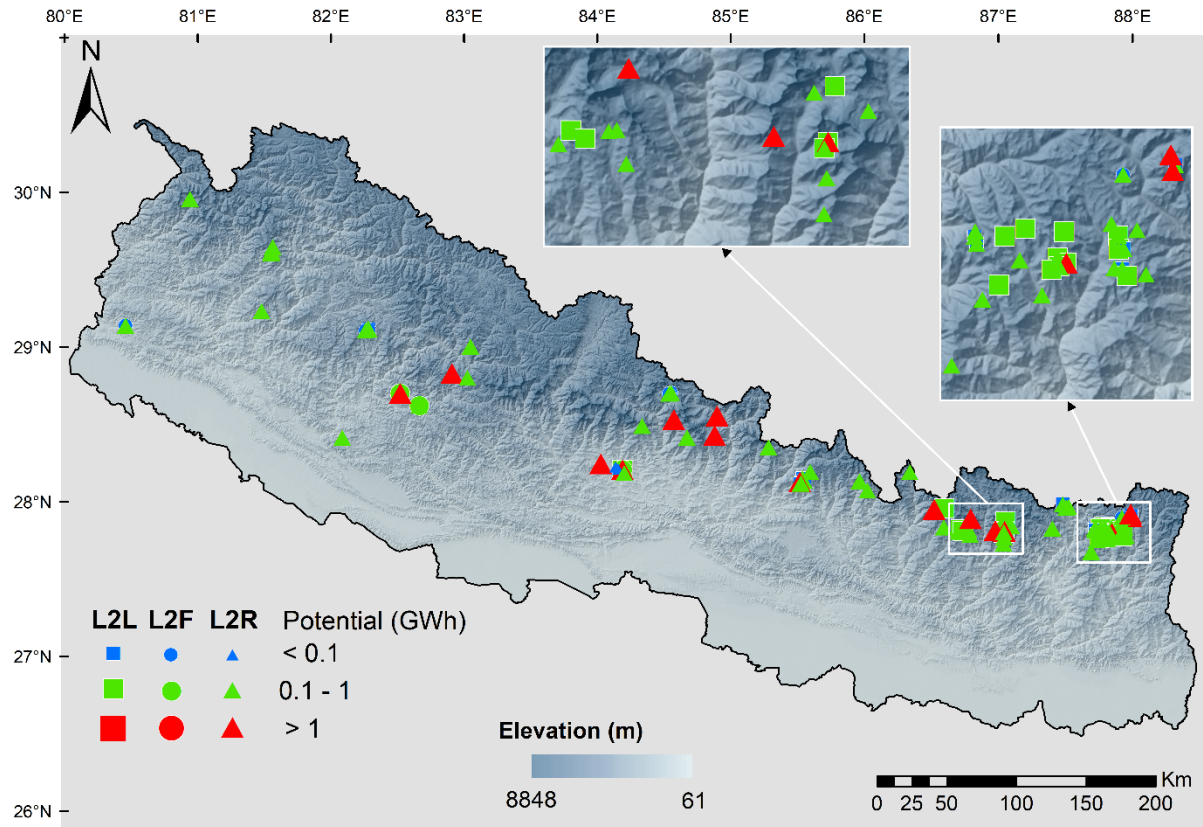 80°E 81°E 82°E 83°E 84°E 85°E 86°E 87°E 88°E
N
30°N
29°N
28°N
27°N
26°N
L2L L2F L2R Potential (GWh)
< 0.1
0.1 - 1
> 1
Elevation (m)
8848 61
Km
0 25 50 100 150 200